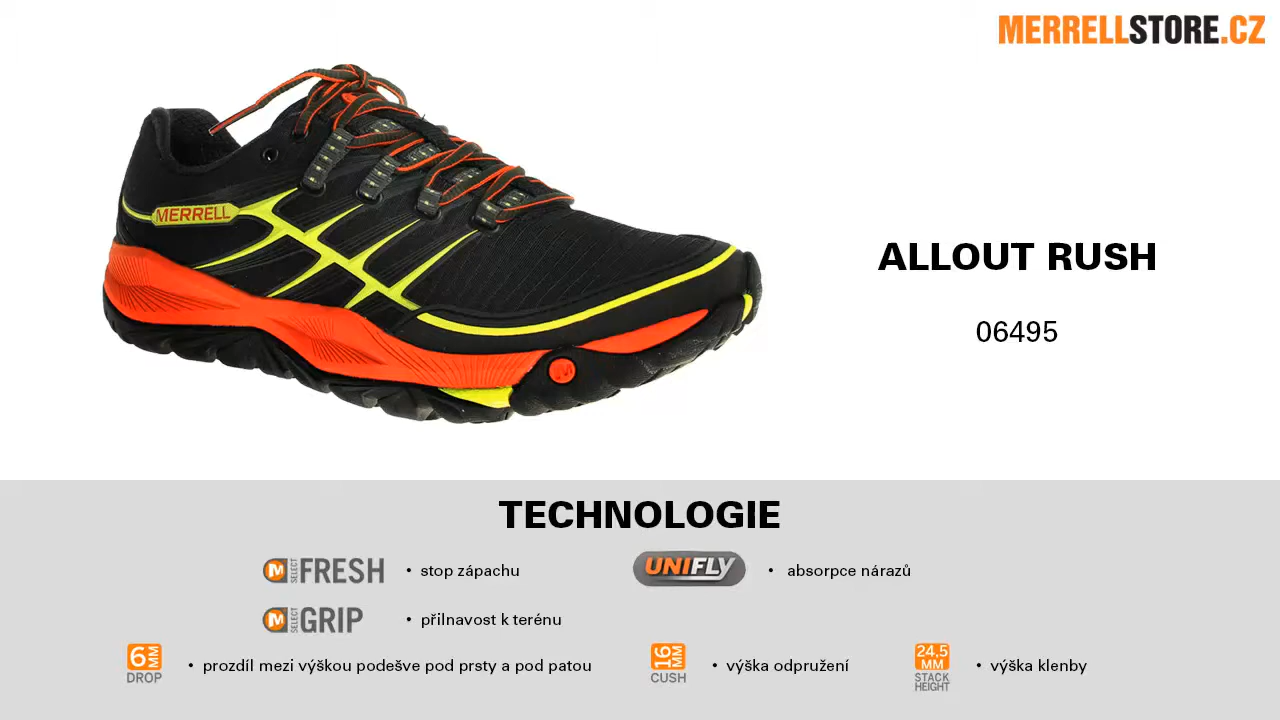 MERRELLSTORE.CZ
MERRELL
ALLOUT RUSH
06495
M
TECHNOLOGIE
M SELECT FRESH • stop zápachu
UNIFLY • absorpce nárazů
M SELECT GRIP • přilnavost k terénu
6 MM DROP • prozdíl mezi výškou podešve pod prsty a pod patou
16 MM CUSH • výška odpružení
24,5 MM STACK HEIGHT • výška klenby